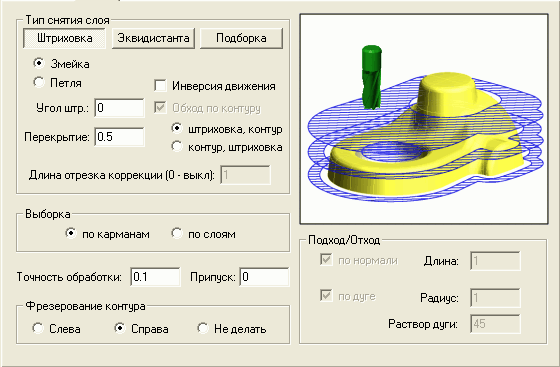 Тип снятия слоя
Штриховка Эквидистанта Подборка
Змейка
Петля
Инверсия движения
Угол штр.: 0
Обход по контуру
Перекрытие: 0.5
штриховка, контур
контур, штриховка
Длина отрезка коррекции (0 - выкл): 1
Выборка
по карманам по слоям
Точность обработки: 0.1 Припуск: 0
Фрезерование контура
Слева Справа Не делать
Подход/Отход
по нормали Длина: 1
по дуге Радиус: 1
Раствор дуги: 45